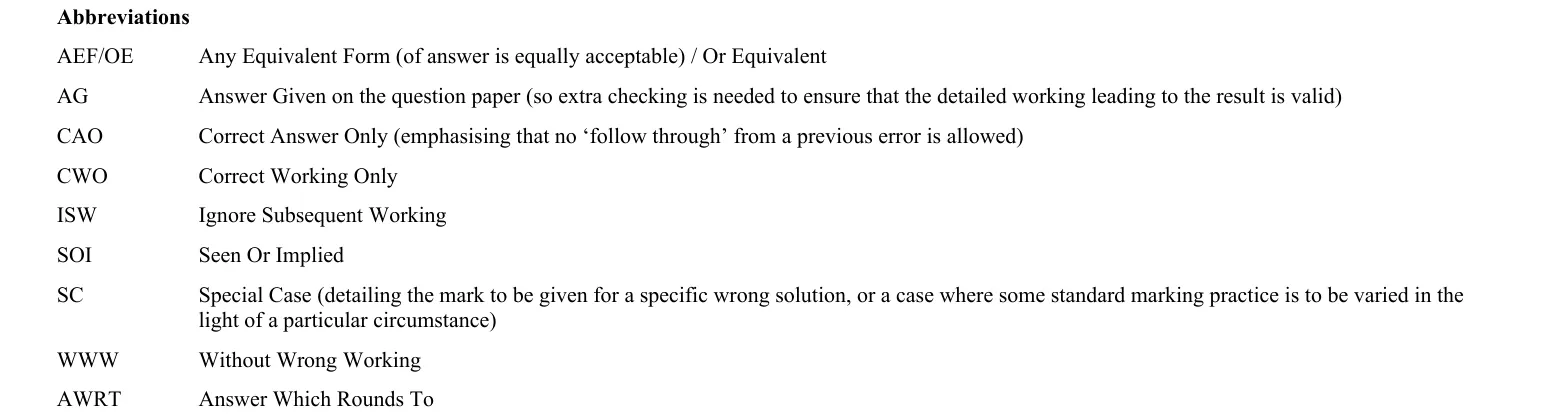 Abbreviations
AEF/OE Any Equivalent Form (of answer is equally acceptable) / Or Equivalent
AG Answer Given on the question paper (so extra checking is needed to ensure that the detailed working leading to the result is valid)
CAO Correct Answer Only (emphasising that no ‘follow through’ from a previous error is allowed)
CWO Correct Working Only
ISW Ignore Subsequent Working
SOI Seen Or Implied
SC Special Case (detailing the mark to be given for a specific wrong solution, or a case where some standard marking practice is to be varied in the
light of a particular circumstance)
WWW Without Wrong Working
AWRT Answer Which Rounds To